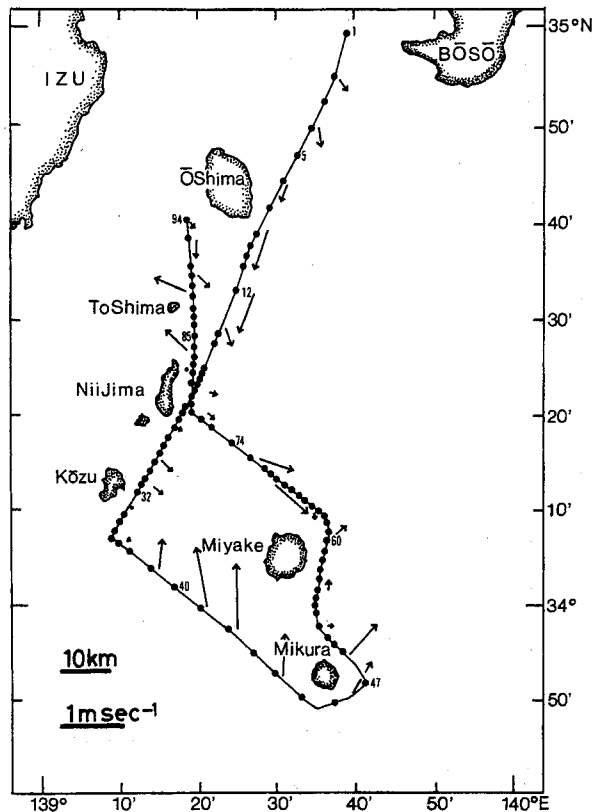 1
35°N
IZU
BŌSŌ
50'
5
ŌShima
94
40'
12
ToShima
30'
85
NiiJima
20'
74
Kōzu
32
10'
60
Miyake
40
34°
Mikura
10km
47
50'
1m sec⁻¹
139° 10' 20' 30' 40' 50' 140°E